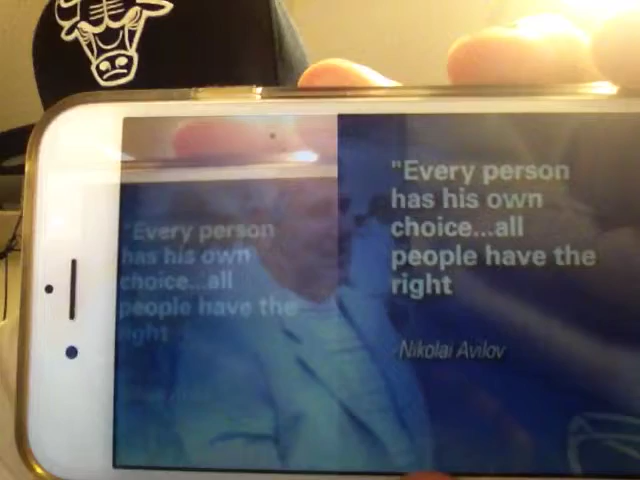 "Every person
has his own
choice...all
people have the
right
Nikolai Avilov
"Every person
has his own
choice...all
people have the
right